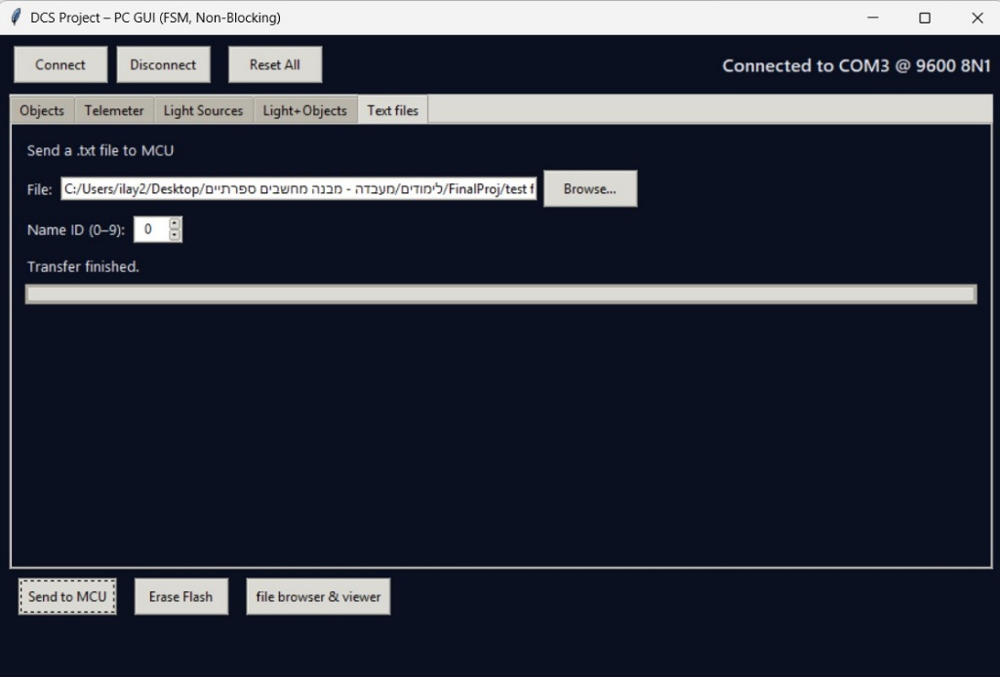 DCS Project – PC GUI (FSM, Non-Blocking)
Connect Disconnect Reset All Connected to COM3 @ 9600 8N1
Objects Telemeter Light Sources Light+Objects Text files
Send a .txt file to MCU
File: C:/Users/ilay2/Desktop/לימודים/מעבדה - מבנה מחשבים ספרתיים/FinalProj/test f Browse...
Name ID (0–9): 0
Transfer finished.
Send to MCU Erase Flash file browser & viewer